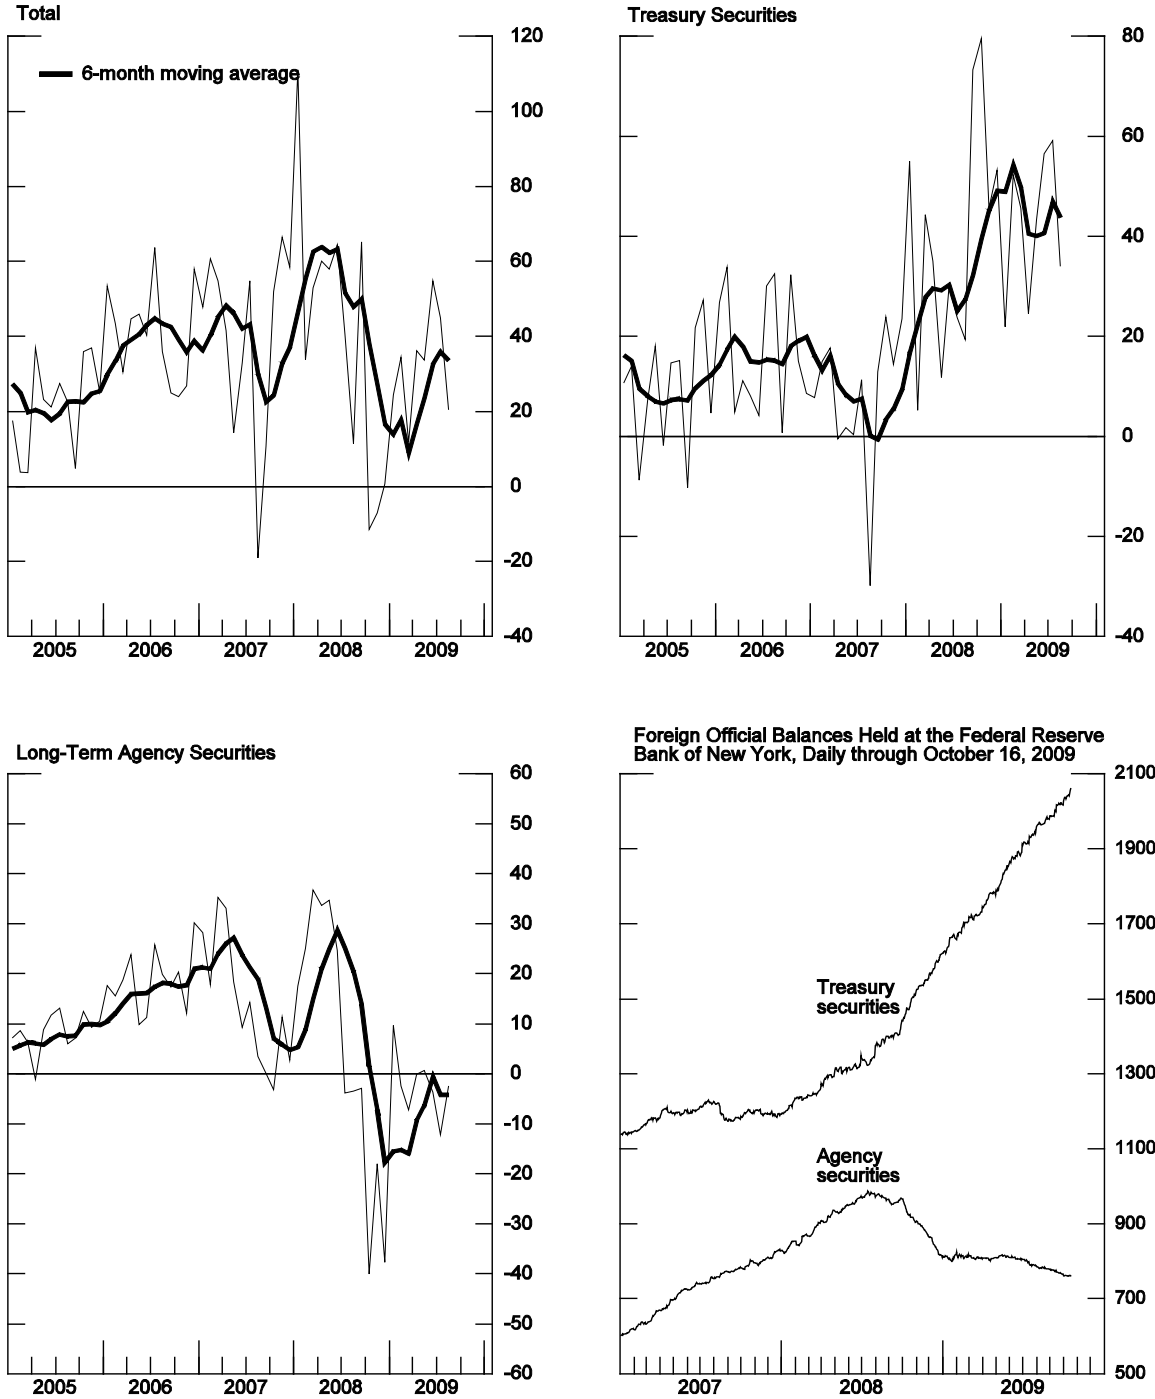 Total
120
6-month moving average
100
80
60
40
20
0
-20
-40
2005 2006 2007 2008 2009
Treasury Securities
80
60
40
20
0
-20
-40
2005 2006 2007 2008 2009
Long-Term Agency Securities
60
50
40
30
20
10
0
-10
-20
-30
-40
-50
-60
2005 2006 2007 2008 2009
Foreign Official Balances Held at the Federal Reserve
Bank of New York, Daily through October 16, 2009
2100
1900
1700
Treasury
securities
1500
1300
1100
Agency
securities
900
700
500
2007 2008 2009